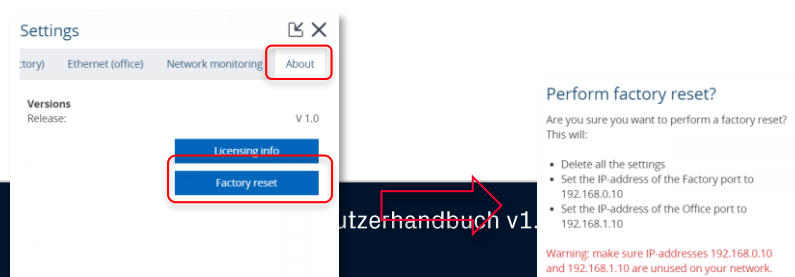 Settings
ctory) Ethernet (office) Network monitoring About
Versions
Release: V 1.0
Licensing info
Factory reset
utzerhandbuch v1.
Perform factory reset?
Are you sure you want to perform a factory reset?
This will:
• Delete all the settings
• Set the IP-address of the Factory port to
192.168.0.10
• Set the IP-address of the Office port to
192.168.1.10
Warning: make sure IP-addresses 192.168.0.10
and 192.168.1.10 are unused on your network.